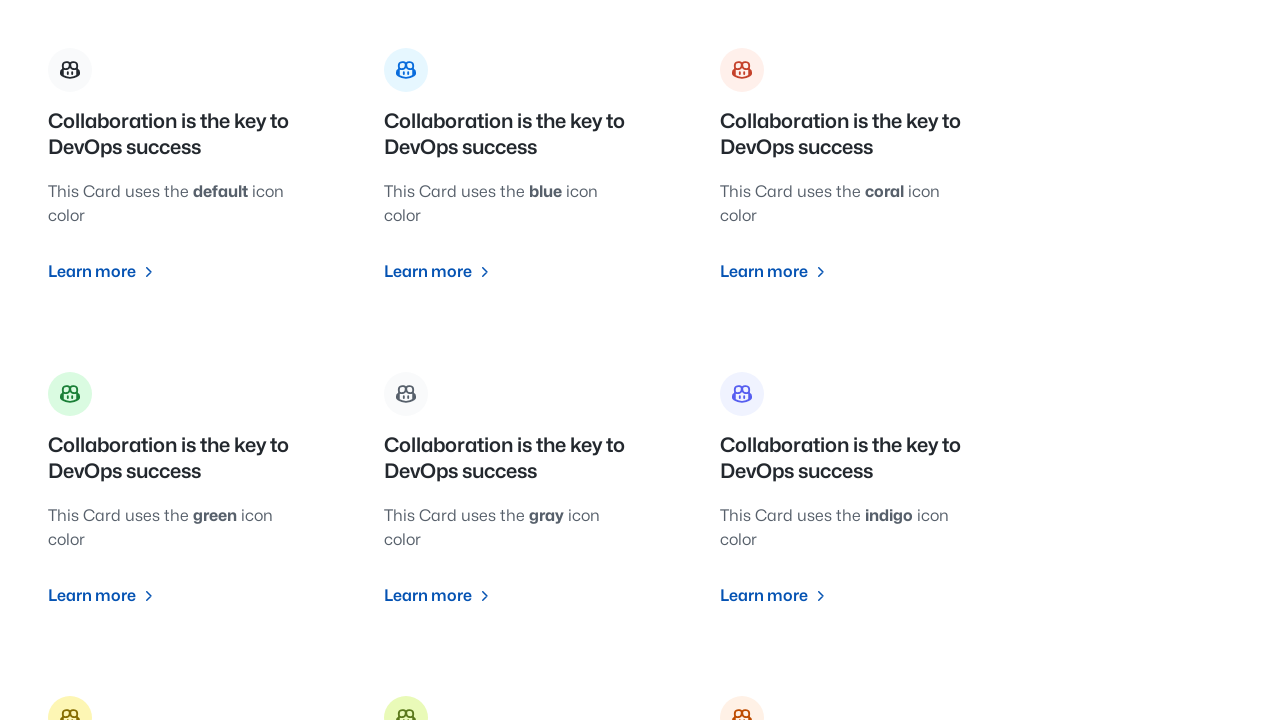 Collaboration is the key to
DevOps success
This Card uses the default icon
color
Learn more
Collaboration is the key to
DevOps success
This Card uses the blue icon
color
Learn more
Collaboration is the key to
DevOps success
This Card uses the coral icon
color
Learn more
Collaboration is the key to
DevOps success
This Card uses the green icon
color
Learn more
Collaboration is the key to
DevOps success
This Card uses the gray icon
color
Learn more
Collaboration is the key to
DevOps success
This Card uses the indigo icon
color
Learn more